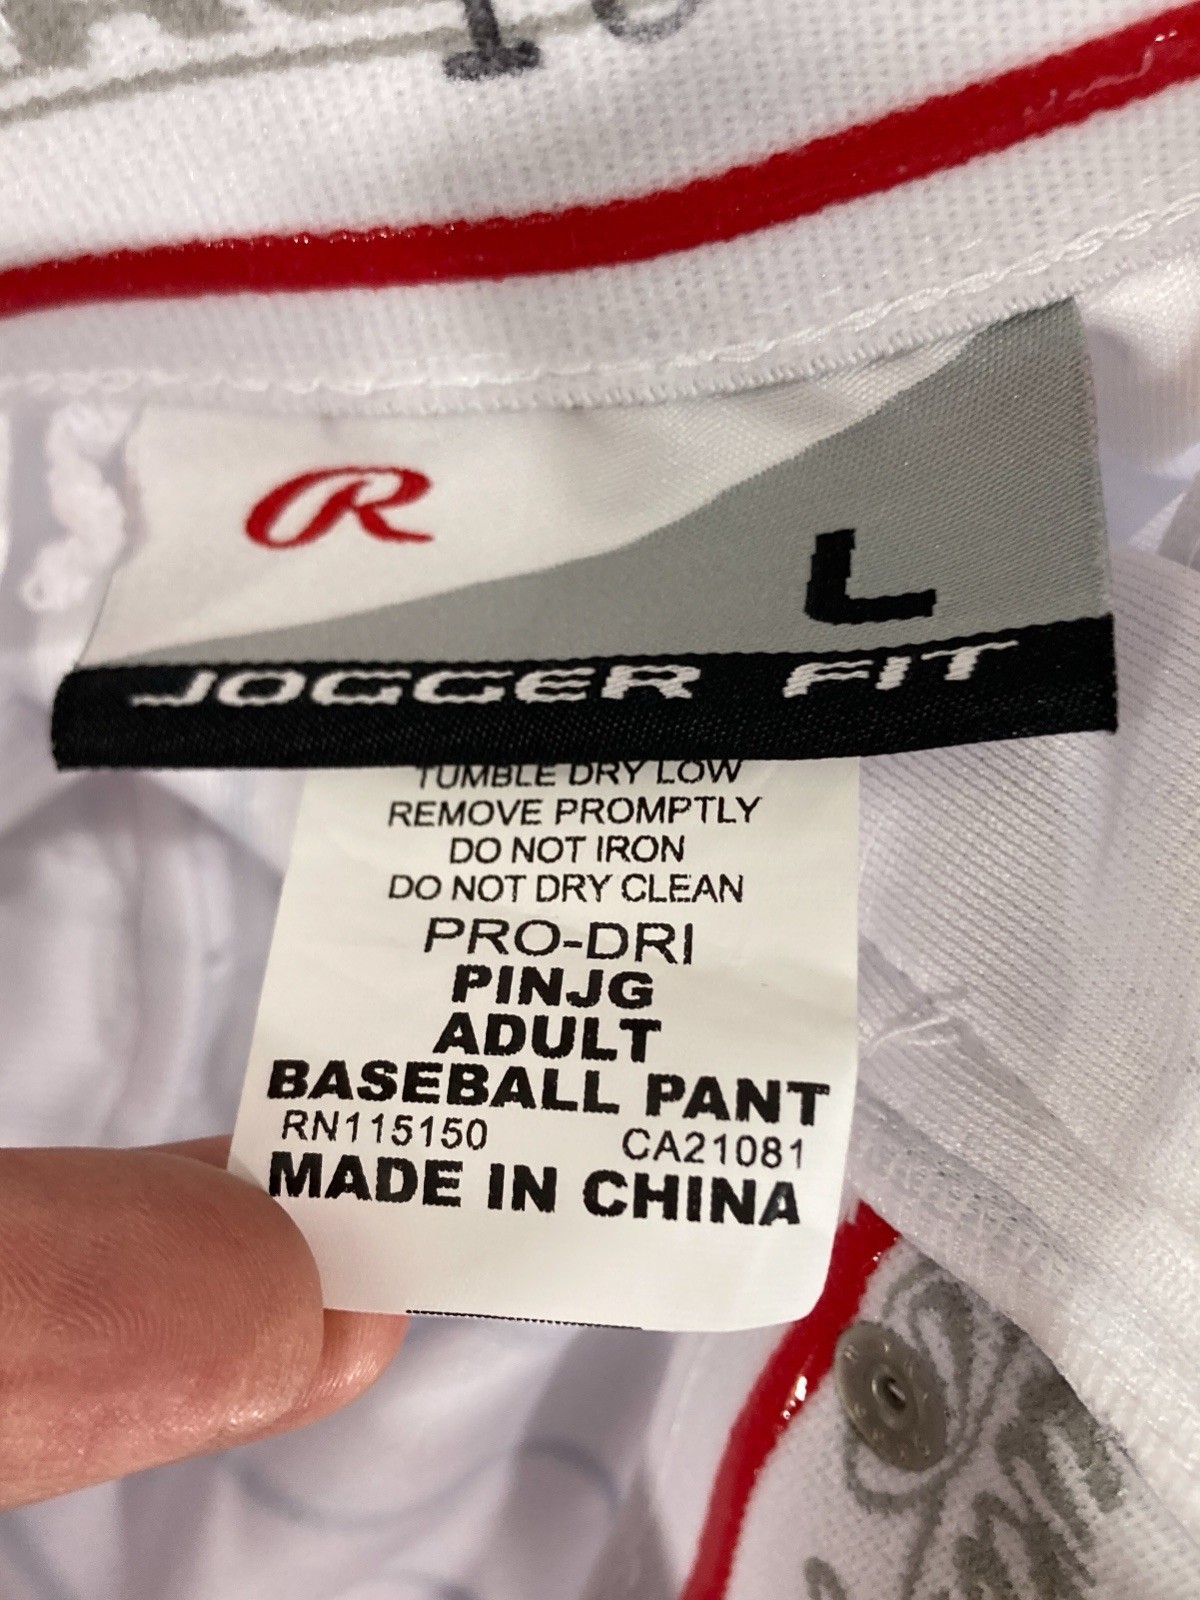 R
L
JOGGER FIT
TUMBLE DRY LOW
REMOVE PROMPTLY
DO NOT IRON
DO NOT DRY CLEAN
PRO-DRI
PINJG
ADULT
BASEBALL PANT
RN115150 CA21081
MADE IN CHINA